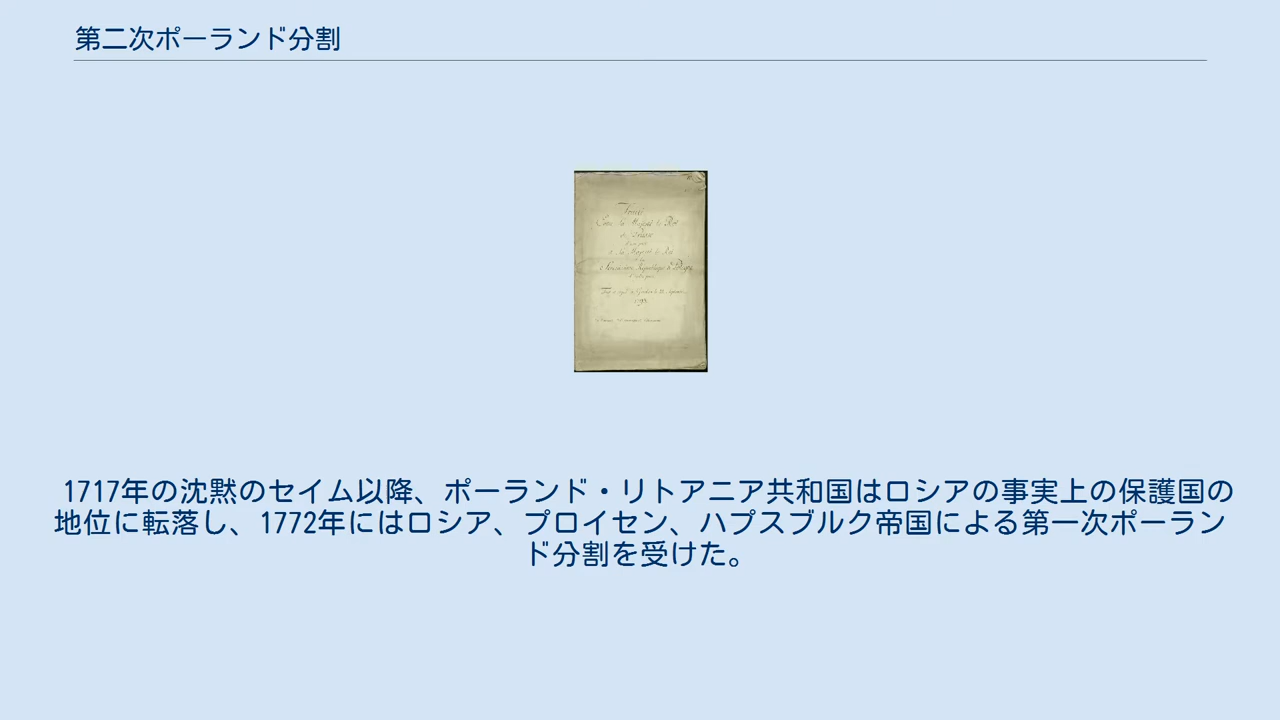 第二次ポーランド分割
1793
1717年の沈黙のセイム以降、ポーランド・リトアニア共和国はロシアの事実上の保護国の
地位に転落し、1772年にはロシア、プロイセン、ハプスブルク帝国による第一次ポーラン
ド分割を受けた。